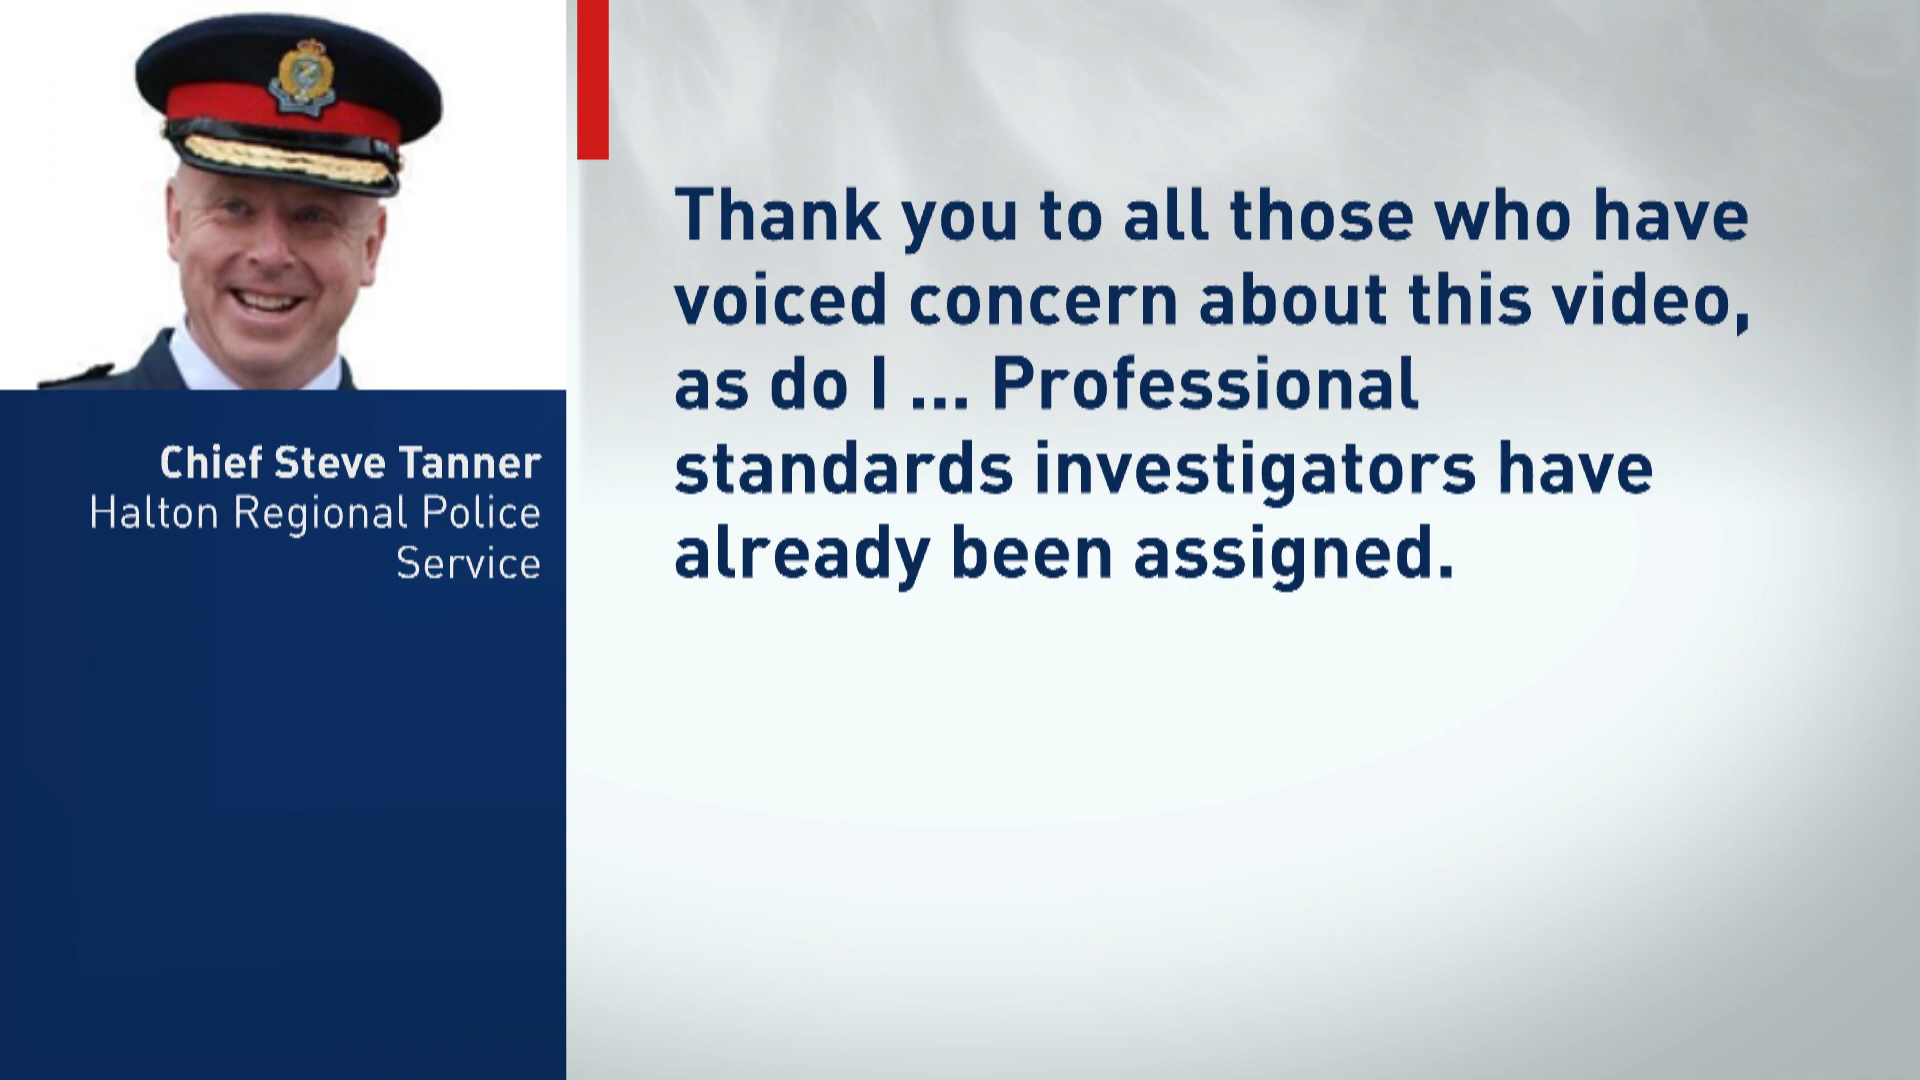 Chief Steve Tanner
Halton Regional Police
Service
Thank you to all those who have
voiced concern about this video,
as do I ... Professional
standards investigators have
already been assigned.